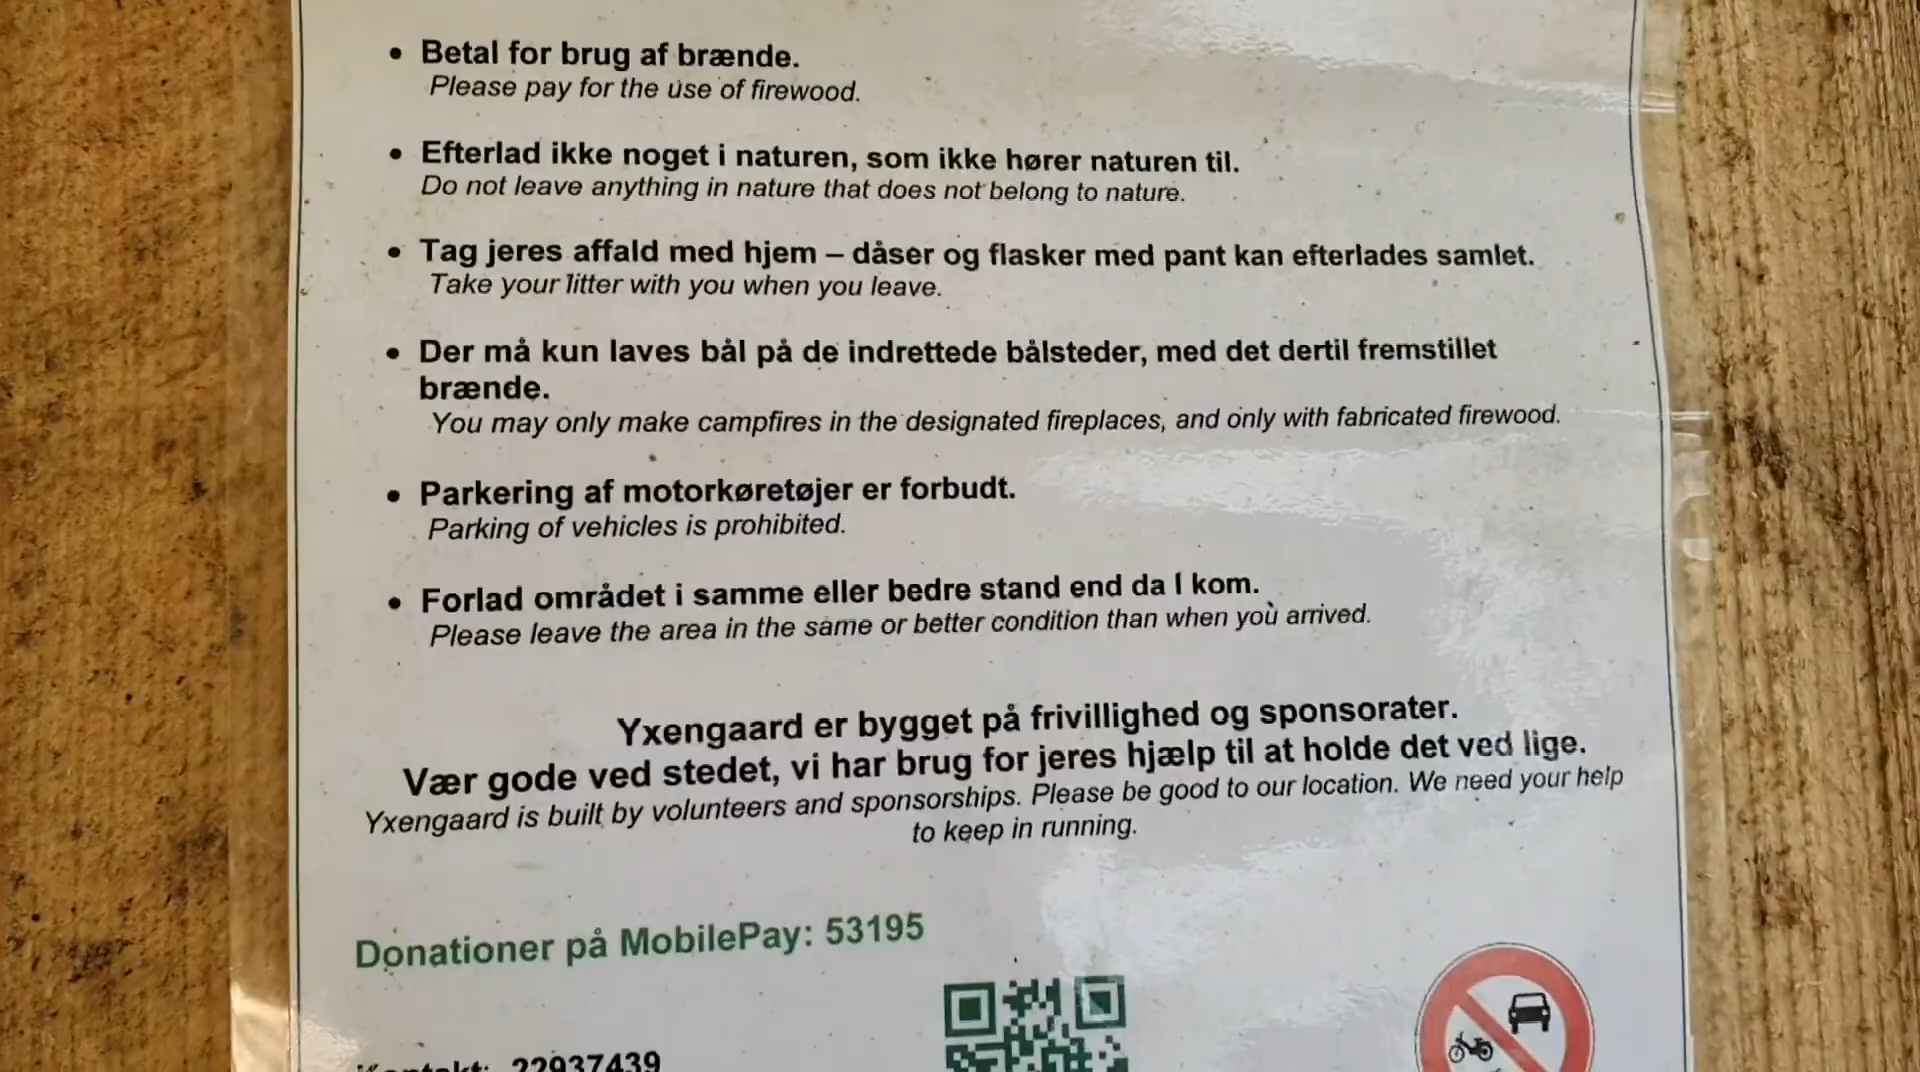 • Betal for brug af brænde.
Please pay for the use of firewood.
• Efterlad ikke noget i naturen, som ikke hører naturen til.
Do not leave anything in nature that does not belong to nature.
• Tag jeres affald med hjem – dåser og flasker med pant kan efterlades samlet.
Take your litter with you when you leave.
• Der må kun laves bål på de indrettede bålsteder, med det dertil fremstillet
brænde.
You may only make campfires in the designated fireplaces, and only with fabricated firewood.
• Parkering af motorkøretøjer er forbudt.
Parking of vehicles is prohibited.
• Forlad området i samme eller bedre stand end da I kom.
Please leave the area in the same or better condition than when you arrived.
Yxengaard er bygget på frivillighed og sponsorater.
Vær gode ved stedet, vi har brug for jeres hjælp til at holde det ved lige.
Yxengaard is built by volunteers and sponsorships. Please be good to our location. We need your help
to keep in running.
Donationer på MobilePay: 53195
Kontakt: 22937439